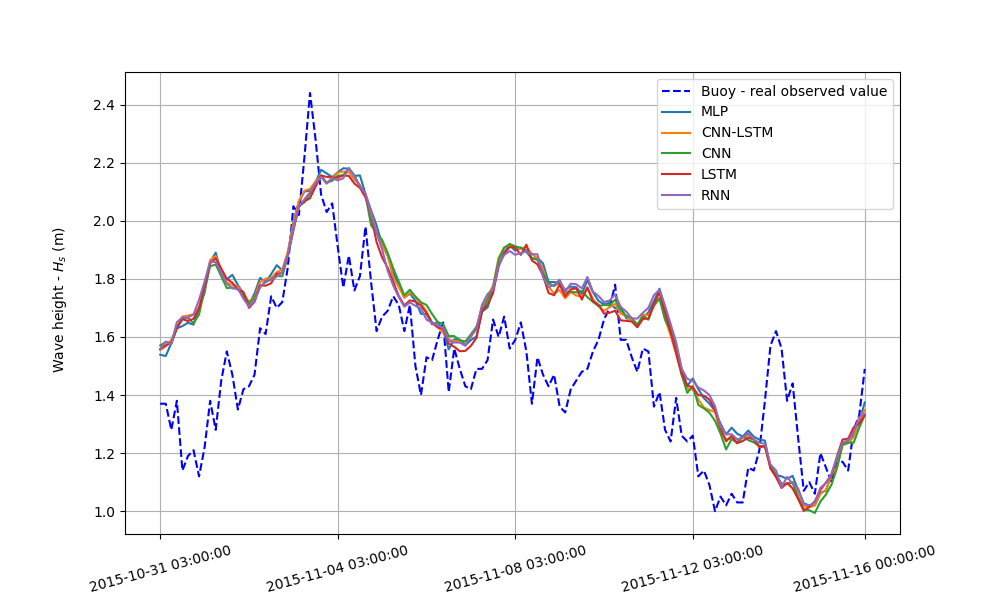 Buoy - real observed value
MLP
CNN-LSTM
CNN
LSTM
RNN
Wave height - Hs (m)
2.4
2.2
2.0
1.8
1.6
1.4
1.2
1.0
2015-10-31 03:00:00
2015-11-04 03:00:00
2015-11-08 03:00:00
2015-11-12 03:00:00
2015-11-16 00:00:00